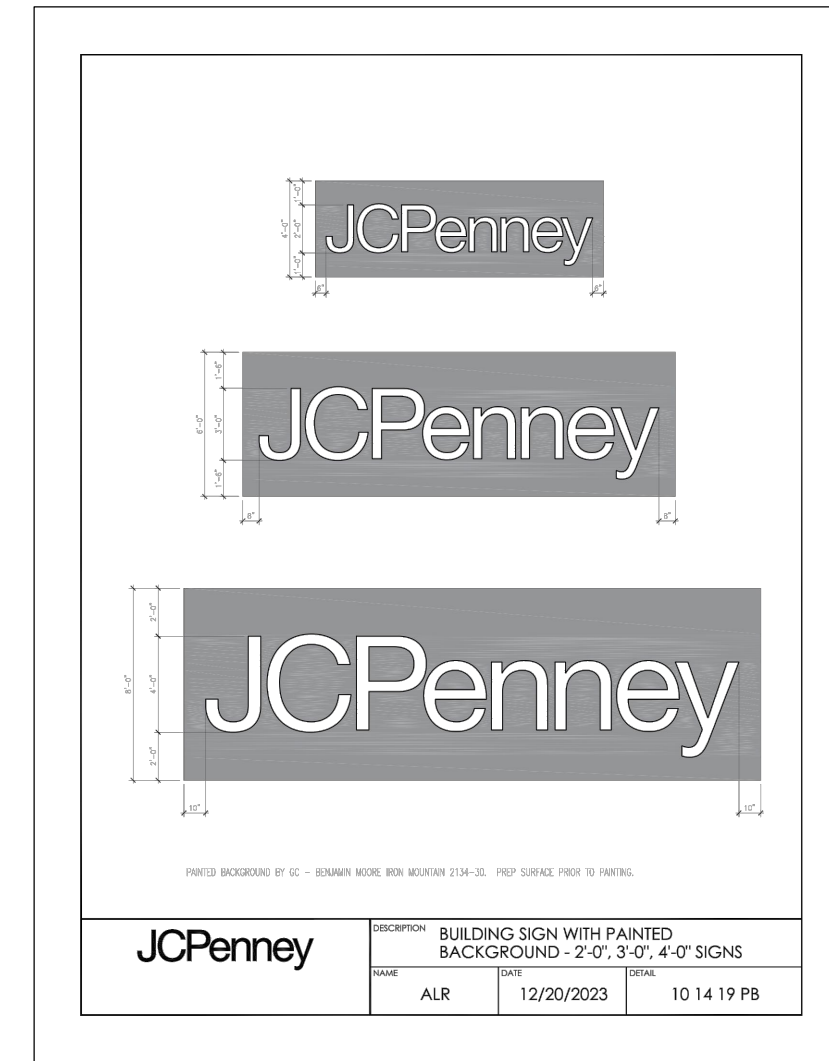 1'-0"
4'-0"
2'-0"
1'-0"
JCPenney
6"
6"
1'-6"
6'-0"
3'-0"
1'-6"
JCPenney
8"
8"
2'-0"
8'-0"
4'-0"
2'-0"
JCPenney
10"
10"
PAINTED BACKGROUND BY GC - BENJAMIN MOORE IRON MOUNTAIN 2134-30. PREP SURFACE PRIOR TO PAINTING.
JCPenney
DESCRIPTION
BUILDING SIGN WITH PAINTED
BACKGROUND - 2'-0", 3'-0", 4'-0" SIGNS
NAME
ALR
DATE
12/20/2023
DETAIL
10 14 19 PB